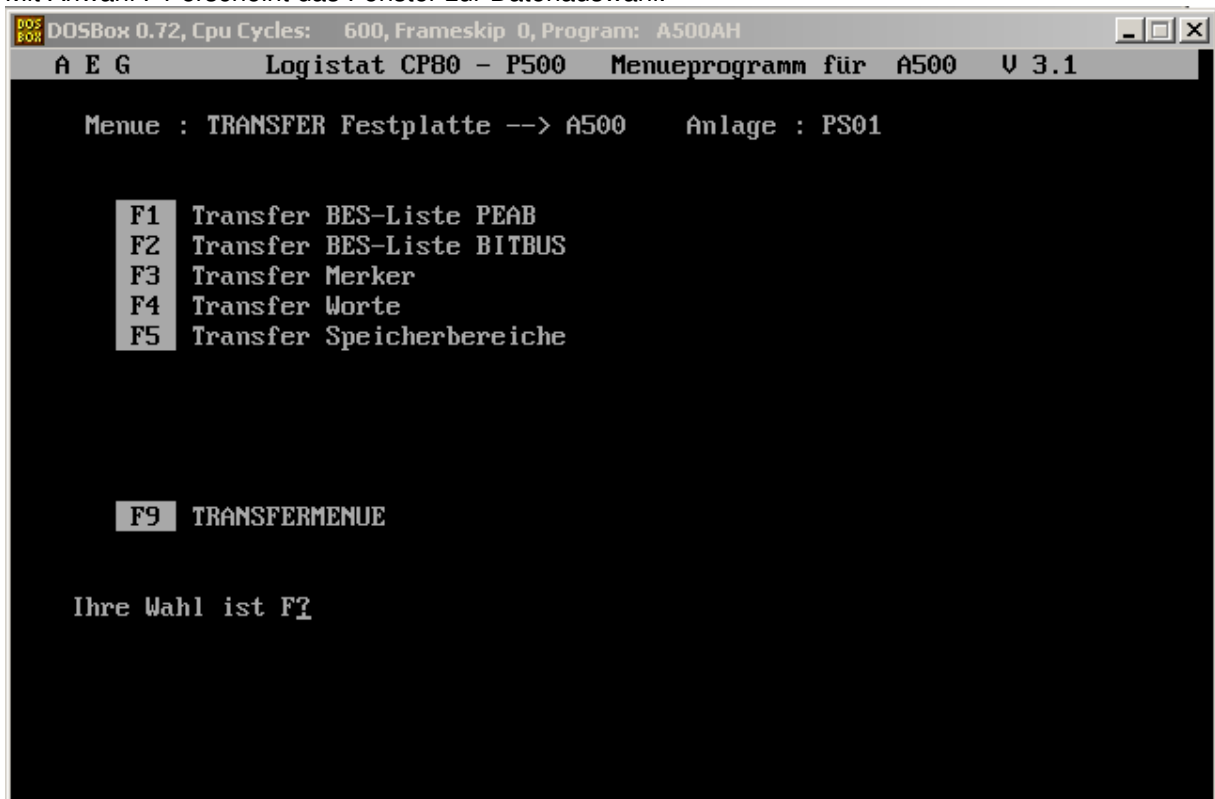 DOSBox 0.72, Cpu Cycles: 600, Frameskip 0, Program: A500AH
A E G Logistat CP80 - P500 Menueprogramm für A500 V 3.1
Menue : TRANSFER Festplatte --> A500 Anlage : PS01
F1 Transfer BES-Liste PEAB
F2 Transfer BES-Liste BITBUS
F3 Transfer Merker
F4 Transfer Worte
F5 Transfer Speicherbereiche
F9 TRANSFERMENUE
Ihre Wahl ist F?